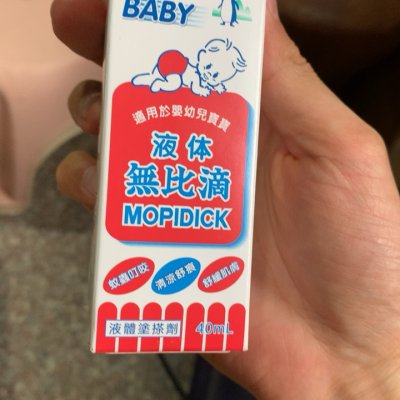 BABY
適用於嬰幼兒寶寶
液体
無比滴
MOPIDICK
蚊蟲叮咬
清涼舒爽
舒緩肌膚
液體塗搽劑
40mL